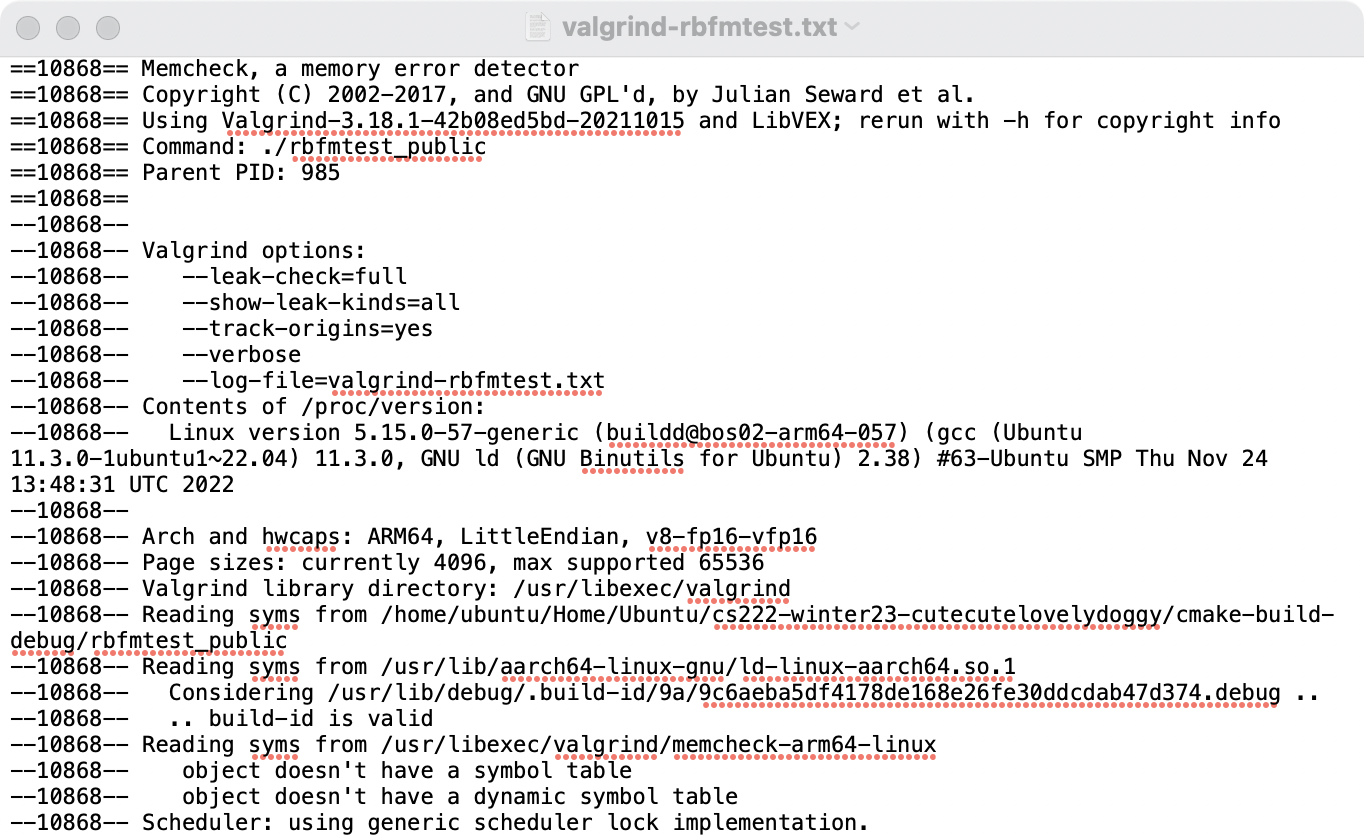 valgrind-rbfmtest.txt
==10868== Memcheck, a memory error detector
==10868== Copyright (C) 2002-2017, and GNU GPL'd, by Julian Seward et al.
==10868== Using Valgrind-3.18.1-42b08ed5bd-20211015 and LibVEX; rerun with -h for copyright info
==10868== Command: ./rbfmtest_public
==10868== Parent PID: 985
==10868==
--10868--
--10868-- Valgrind options:
--10868--    --leak-check=full
--10868--    --show-leak-kinds=all
--10868--    --track-origins=yes
--10868--    --verbose
--10868--    --log-file=valgrind-rbfmtest.txt
--10868-- Contents of /proc/version:
--10868--   Linux version 5.15.0-57-generic (buildd@bos02-arm64-057) (gcc (Ubuntu
11.3.0-1ubuntu1~22.04) 11.3.0, GNU ld (GNU Binutils for Ubuntu) 2.38) #63-Ubuntu SMP Thu Nov 24
13:48:31 UTC 2022
--10868--
--10868-- Arch and hwcaps: ARM64, LittleEndian, v8-fp16-vfp16
--10868-- Page sizes: currently 4096, max supported 65536
--10868-- Valgrind library directory: /usr/libexec/valgrind
--10868-- Reading syms from /home/ubuntu/Home/Ubuntu/cs222-winter23-cutecutelovelydoggy/cmake-build-
debug/rbfmtest_public
--10868-- Reading syms from /usr/lib/aarch64-linux-gnu/ld-linux-aarch64.so.1
--10868--   Considering /usr/lib/debug/.build-id/9a/9c6aeba5df4178de168e26fe30ddcdab47d374.debug ..
--10868--   .. build-id is valid
--10868-- Reading syms from /usr/libexec/valgrind/memcheck-arm64-linux
--10868--    object doesn't have a symbol table
--10868--    object doesn't have a dynamic symbol table
--10868-- Scheduler: using generic scheduler lock implementation.